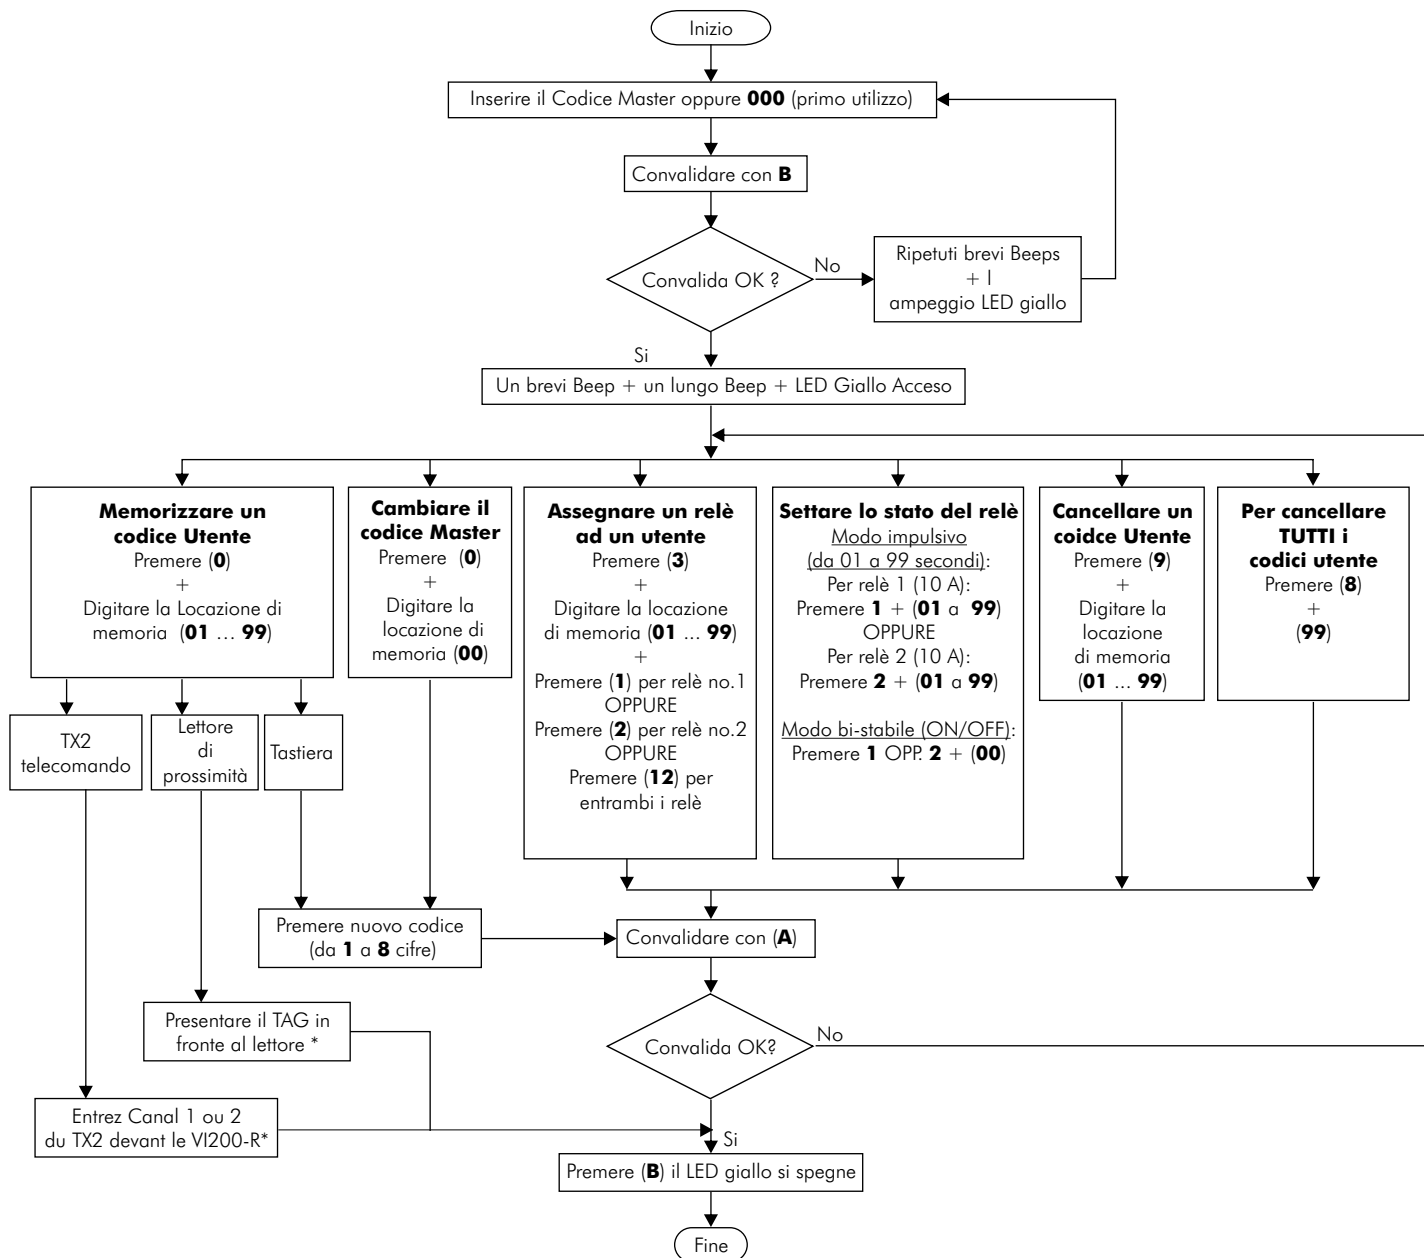 Inizio
Inserire il Codice Master oppure 000 (primo utilizzo)
Convalidare con B
Convalida OK ?
No
Ripetuti brevi Beeps
+ l
ampeggio LED giallo
Si
Un brevi Beep + un lungo Beep + LED Giallo Acceso
Memorizzare un
codice Utente
Premere (0)
+
Digitare la Locazione di
memoria (01 ... 99)
Cambiare il
codice Master
Premere (0)
+
Digitare la
locazione di
memoria (00)
Assegnare un relè
ad un utente
Premere (3)
+
Digitare la locazione
di memoria (01 ... 99)
+
Premere (1) per relè no.1
OPPURE
Premere (2) per relè no.2
OPPURE
Premere (12) per
entrambi i relè
Settare lo stato del relè
Modo impulsivo
(da 01 a 99 secondi):
Per relè 1 (10 A):
Premere 1 + (01 a 99)
OPPURE
Per relè 2 (10 A):
Premere 2 + (01 a 99)
Modo bi-stabile (ON/OFF):
Premere 1 OPP. 2 + (00)
Cancellare un
coidce Utente
Premere (9)
+
Digitare la
locazione
di memoria
(01 ... 99)
Per cancellare
TUTTI i
codici utente
Premere (8)
+
(99)
TX2
telecomando
Lettore
di
prossimità
Tastiera
Premere nuovo codice
(da 1 a 8 cifre)
Convalidare con (A)
Presentare il TAG in
fronte al lettore *
Convalida OK?
No
Entrez Canal 1 ou 2
du TX2 devant le VI200-R*
Si
Premere (B) il LED giallo si spegne
Fine